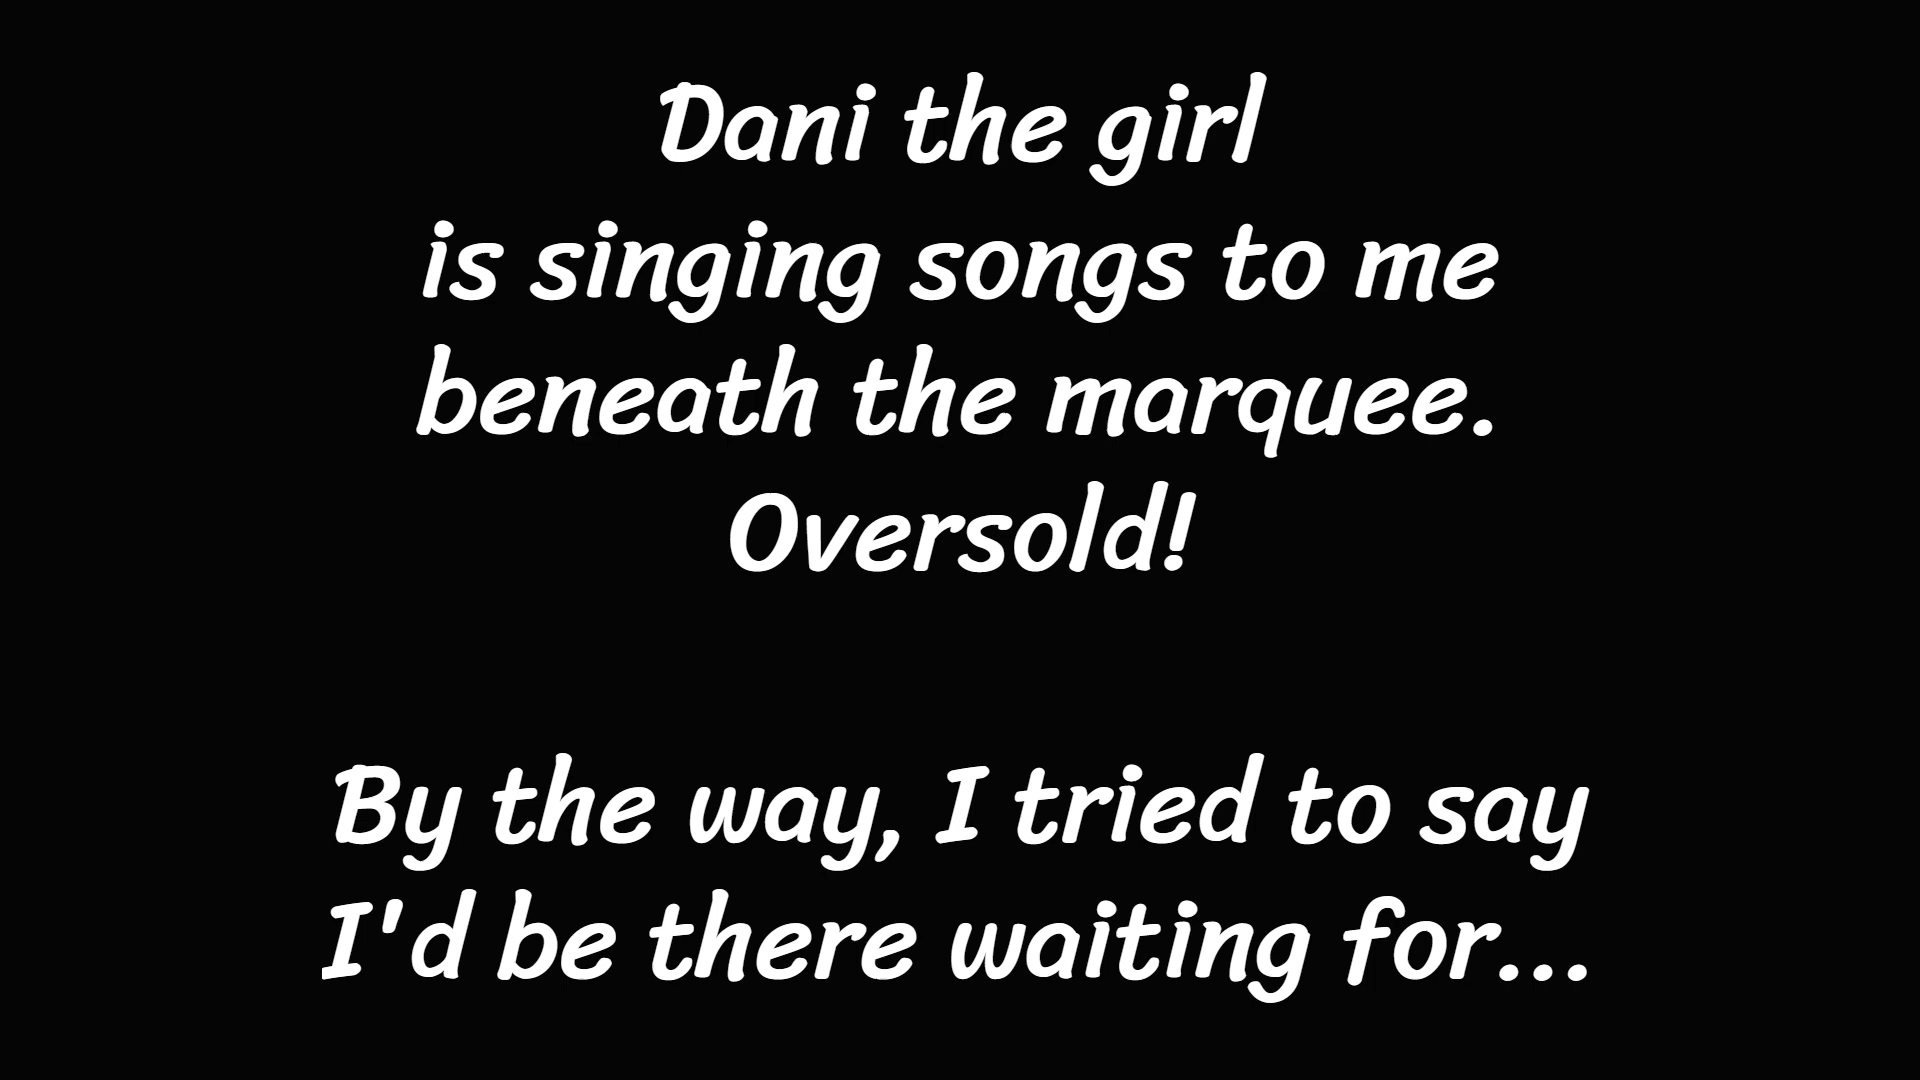 Dani the girl
is singing songs to me
beneath the marquee.
Oversold!
By the way, I tried to say
I'd be there waiting for...